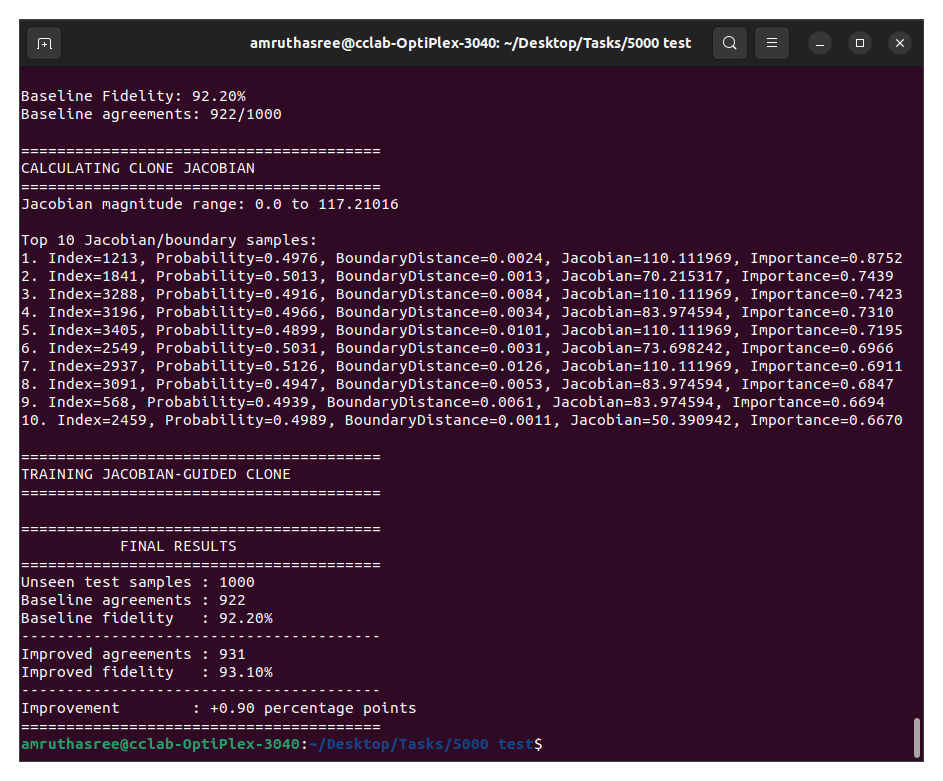 amruthasree@cclab-OptiPlex-3040: ~/Desktop/Tasks/5000 test
Baseline Fidelity: 92.20%
Baseline agreements: 922/1000
========================================
CALCULATING CLONE JACOBIAN
========================================
Jacobian magnitude range: 0.0 to 117.21016
Top 10 Jacobian/boundary samples:
1. Index=1213, Probability=0.4976, BoundaryDistance=0.0024, Jacobian=110.111969, Importance=0.8752
2. Index=1841, Probability=0.5013, BoundaryDistance=0.0013, Jacobian=70.215317, Importance=0.7439
3. Index=3288, Probability=0.4916, BoundaryDistance=0.0084, Jacobian=110.111969, Importance=0.7423
4. Index=3196, Probability=0.4966, BoundaryDistance=0.0034, Jacobian=83.974594, Importance=0.7310
5. Index=3405, Probability=0.4899, BoundaryDistance=0.0101, Jacobian=110.111969, Importance=0.7195
6. Index=2549, Probability=0.5031, BoundaryDistance=0.0031, Jacobian=73.698242, Importance=0.6966
7. Index=2937, Probability=0.5126, BoundaryDistance=0.0126, Jacobian=110.111969, Importance=0.6911
8. Index=3091, Probability=0.4947, BoundaryDistance=0.0053, Jacobian=83.974594, Importance=0.6847
9. Index=568, Probability=0.4939, BoundaryDistance=0.0061, Jacobian=83.974594, Importance=0.6694
10. Index=2459, Probability=0.4989, BoundaryDistance=0.0011, Jacobian=50.390942, Importance=0.6670
========================================
TRAINING JACOBIAN-GUIDED CLONE
========================================
========================================
FINAL RESULTS
========================================
Unseen test samples : 1000
Baseline agreements : 922
Baseline fidelity   : 92.20%
----------------------------------------
Improved agreements : 931
Improved fidelity   : 93.10%
----------------------------------------
Improvement        : +0.90 percentage points
========================================
amruthasree@cclab-OptiPlex-3040:~/Desktop/Tasks/5000 test$